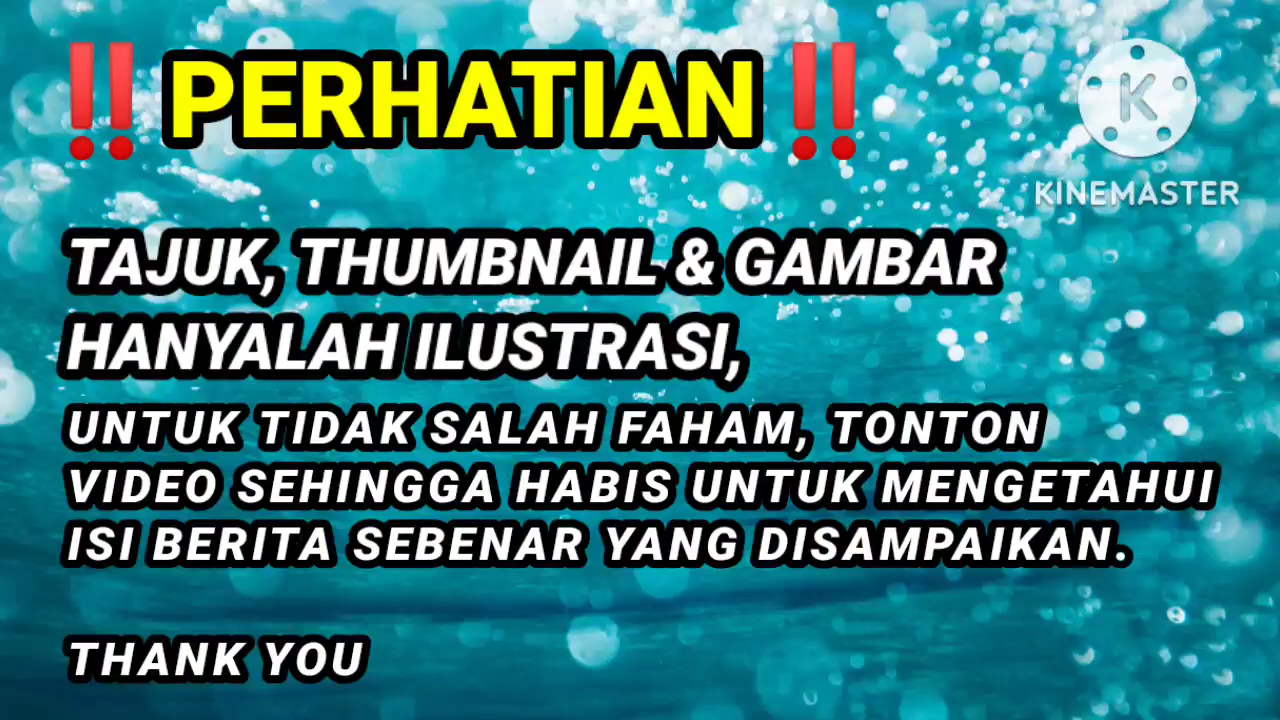 ‼️PERHATIAN‼️
K
KINEMASTER
TAJUK, THUMBNAIL & GAMBAR
HANYALAH ILUSTRASI,
UNTUK TIDAK SALAH FAHAM, TONTON
VIDEO SEHINGGA HABIS UNTUK MENGETAHUI
ISI BERITA SEBENAR YANG DISAMPAIKAN.
THANK YOU